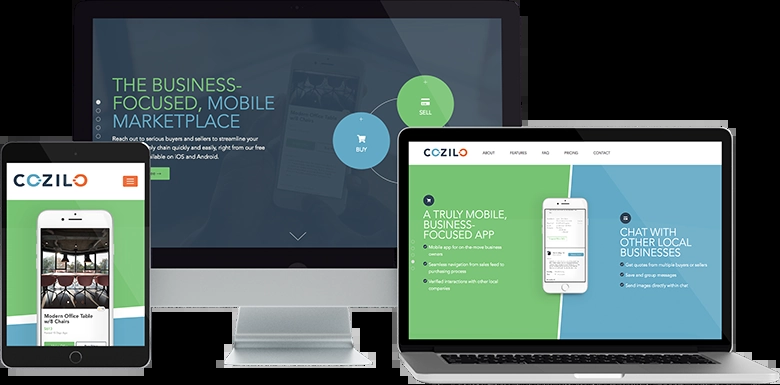 THE BUSINESS-
FOCUSED, MOBILE
MARKETPLACE
Reach out to serious buyers and sellers to streamline your
chain quickly and easily, right from our free
available on iOS and Android.
SELL
BUY
COZILO
Modern Office Table
w/8 Chairs
COZILO
ABOUT FEATURES FAQ PRICING CONTACT
A TRULY MOBILE,
BUSINESS-
FOCUSED APP
Mobile app for on-the-move business
owners
Seamless navigation from sales feed to
purchasing process
Verified interactions with other local
companies
CHAT WITH
OTHER LOCAL
BUSINESSES
Get quotes from multiple buyers or sellers
Save and group messages
Send images directly within chat